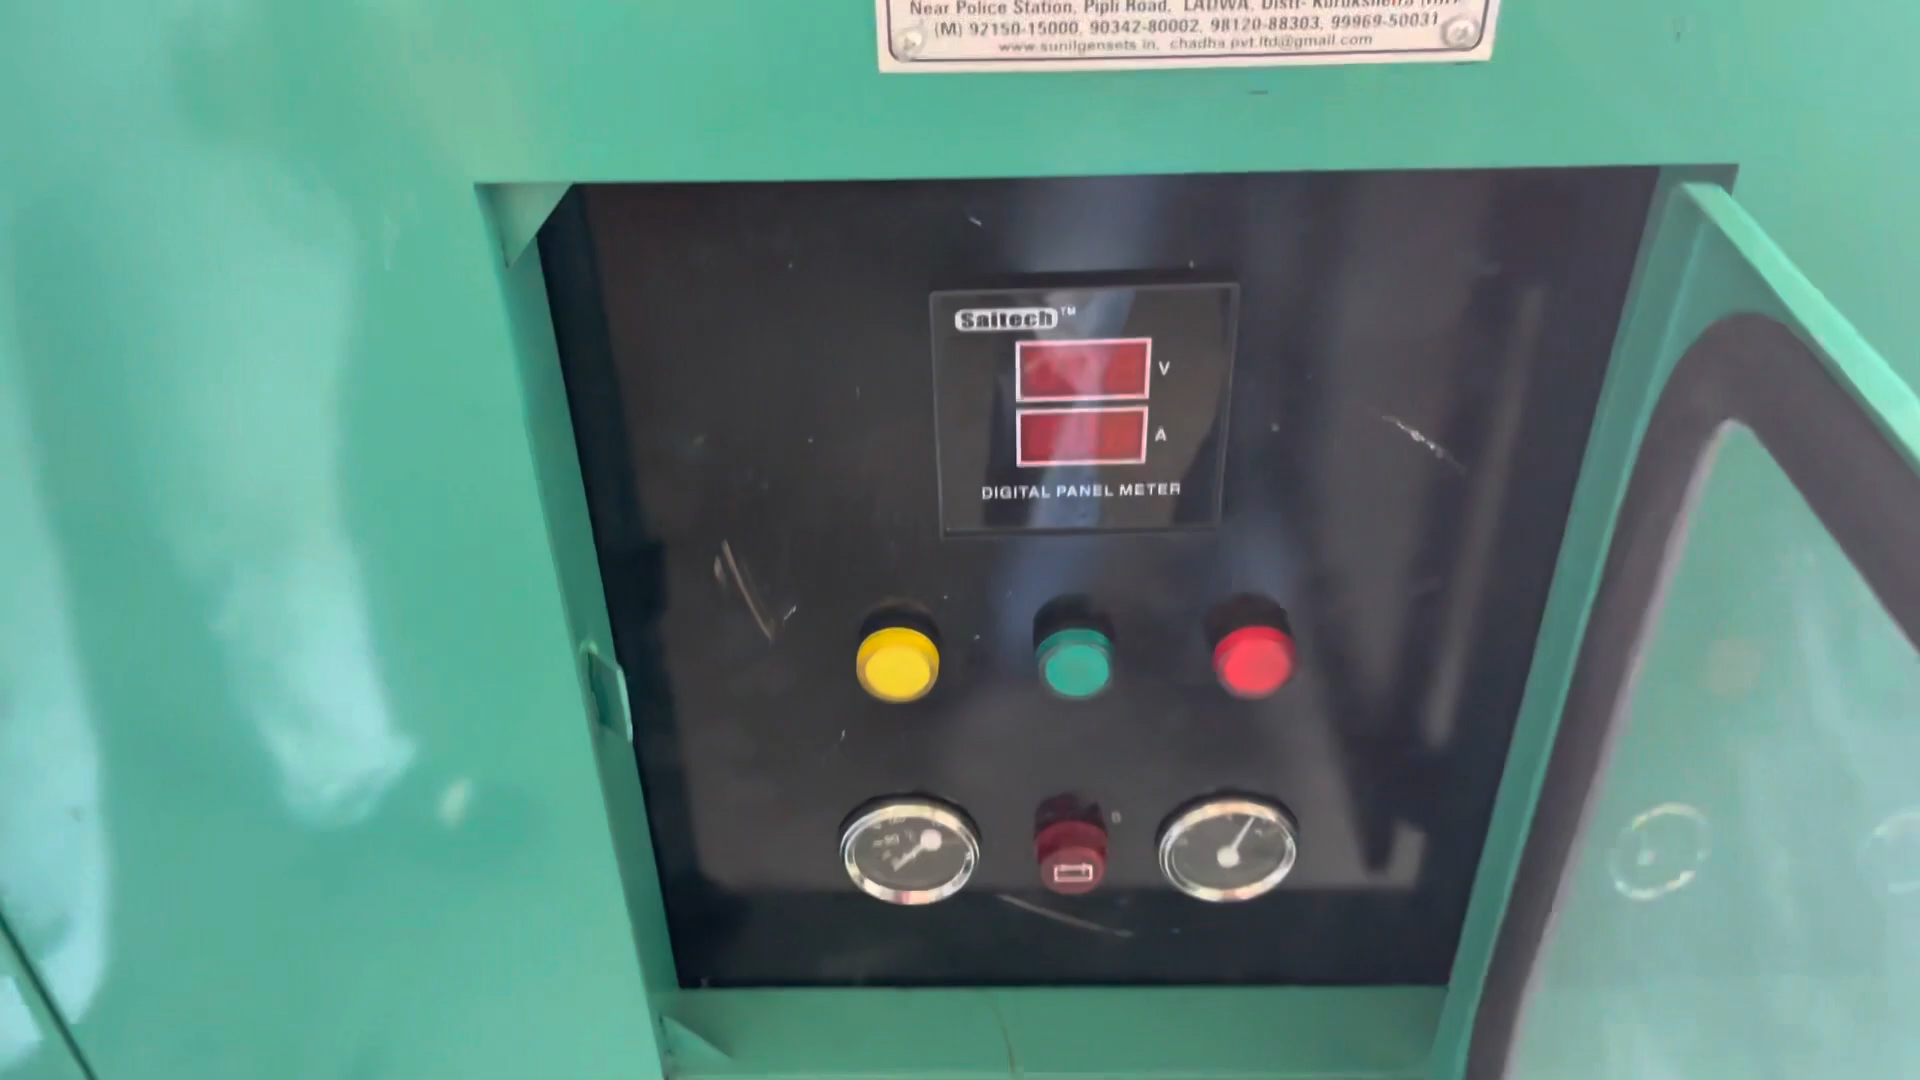 Near Police Station, Pipli Road, LADWA, Distt- Kurukshetra
(M) 92150-15000, 90342-80002, 98120-88303, 99969-50031
www.sunilgensets.in, chadha.pvt.ltd@gmail.com
Saitech™
V
A
DIGITAL PANEL METER
B